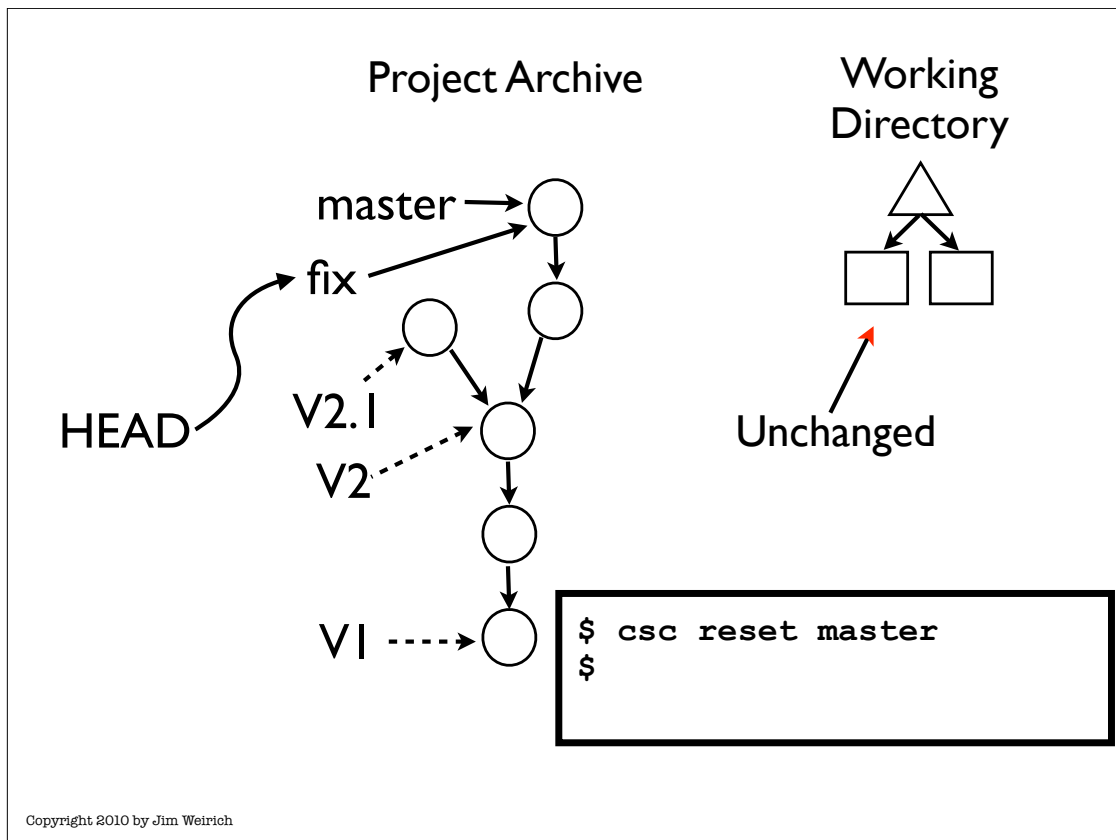 Project Archive
Working
Directory
master
fix
V2.1
HEAD
V2
Unchanged
V1
$ csc reset master
$
Copyright 2010 by Jim Weirich